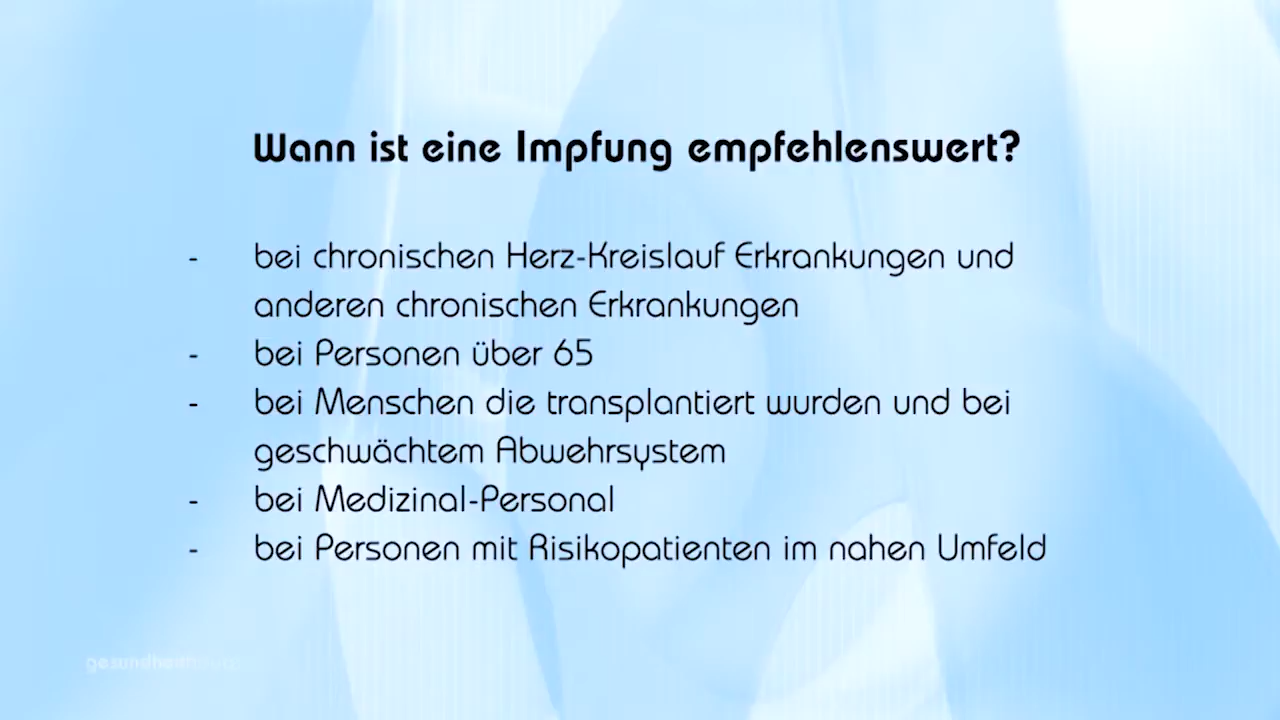 Wann ist eine Impfung empfehlenswert?
- bei chronischen Herz-Kreislauf Erkrankungen und
anderen chronischen Erkrankungen
- bei Personen über 65
- bei Menschen die transplantiert wurden und bei
geschwächtem Abwehrsystem
- bei Medizinal-Personal
- bei Personen mit Risikopatienten im nahen Umfeld